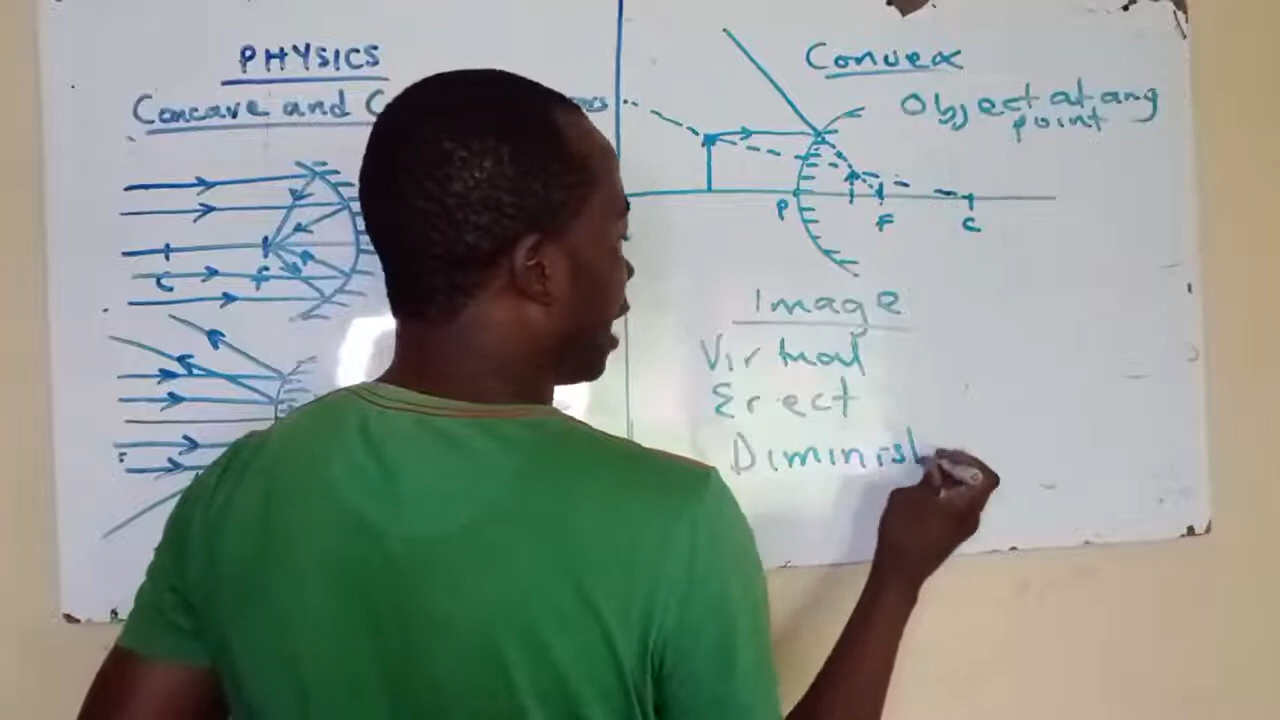 PHYSICS
Concave and
C
F
Convex
Object at any
point
P
F
C
Image
Virtual
Erect
Diminish